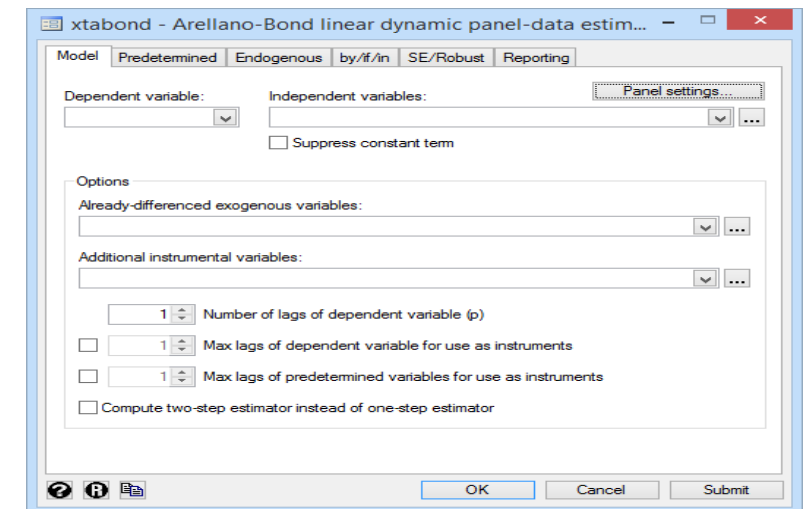 xtabond - Arellano-Bond linear dynamic panel-data estim...
Model Predetermined Endogenous by/if/in SE/Robust Reporting
Panel settings...
Dependent variable: Independent variables:
...
Suppress constant term
Options
Already-differenced exogenous variables:
...
Additional instrumental variables:
...
1 Number of lags of dependent variable (p)
1 Max lags of dependent variable for use as instruments
1 Max lags of predetermined variables for use as instruments
Compute two-step estimator instead of one-step estimator
? R OK Cancel Submit